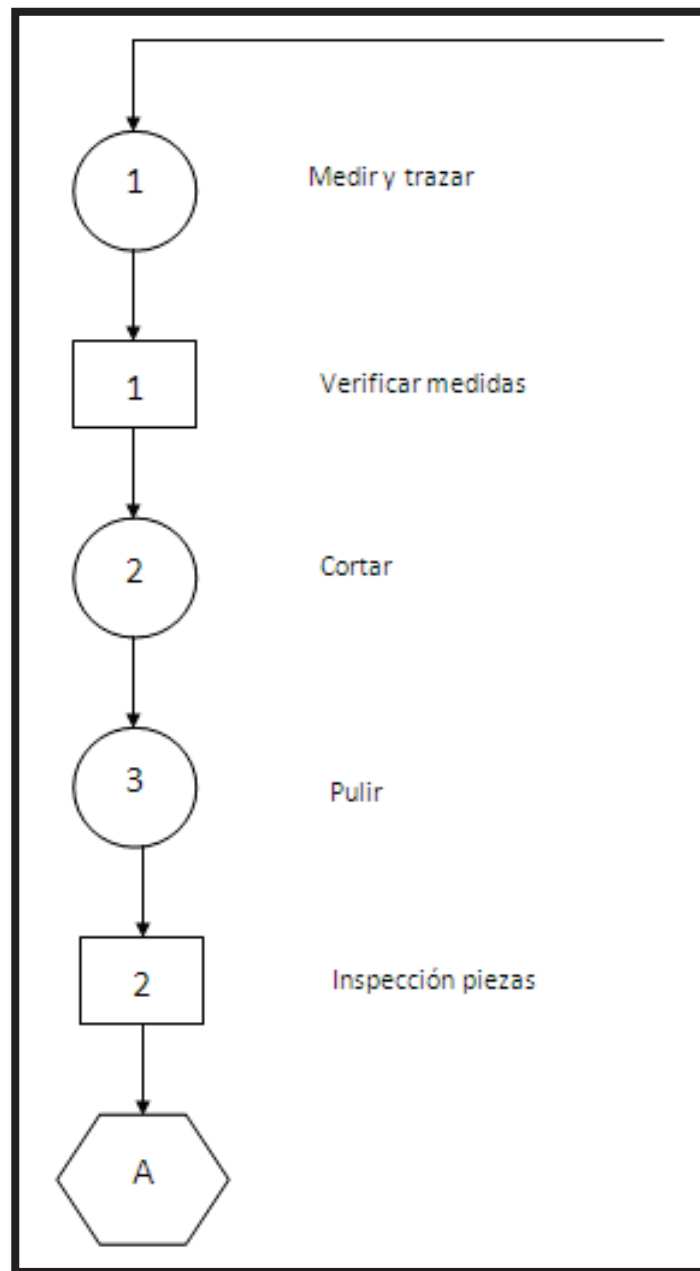 1 Medir y trazar
1 Verificar medidas
2 Cortar
3 Pulir
2 Inspección piezas
A